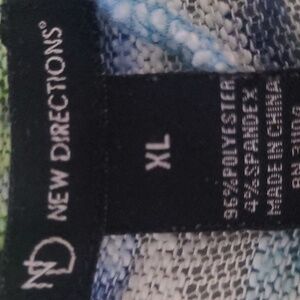 ND NEW DIRECTIONS®
XL
96% POLYESTER
4% SPANDEX
MADE IN CHINA